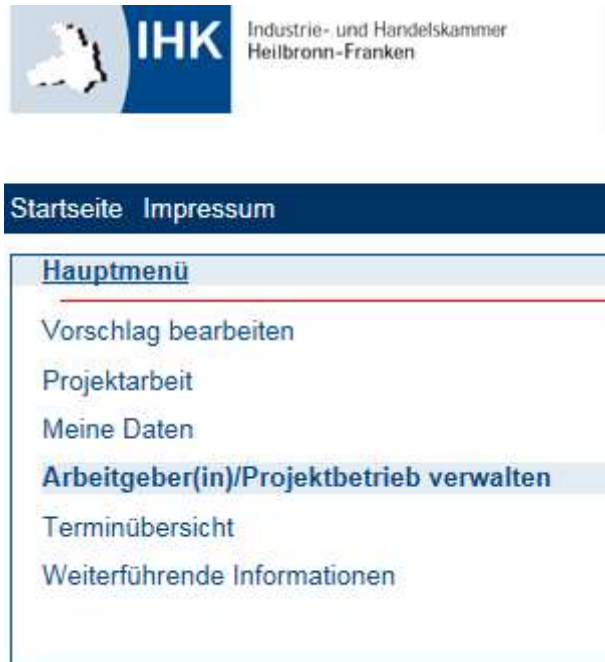 IHK
Industrie- und Handelskammer
Heilbronn-Franken
Startseite Impressum
Hauptmenü
Vorschlag bearbeiten
Projektarbeit
Meine Daten
Arbeitgeber(in)/Projektbetrieb verwalten
Terminübersicht
Weiterführende Informationen